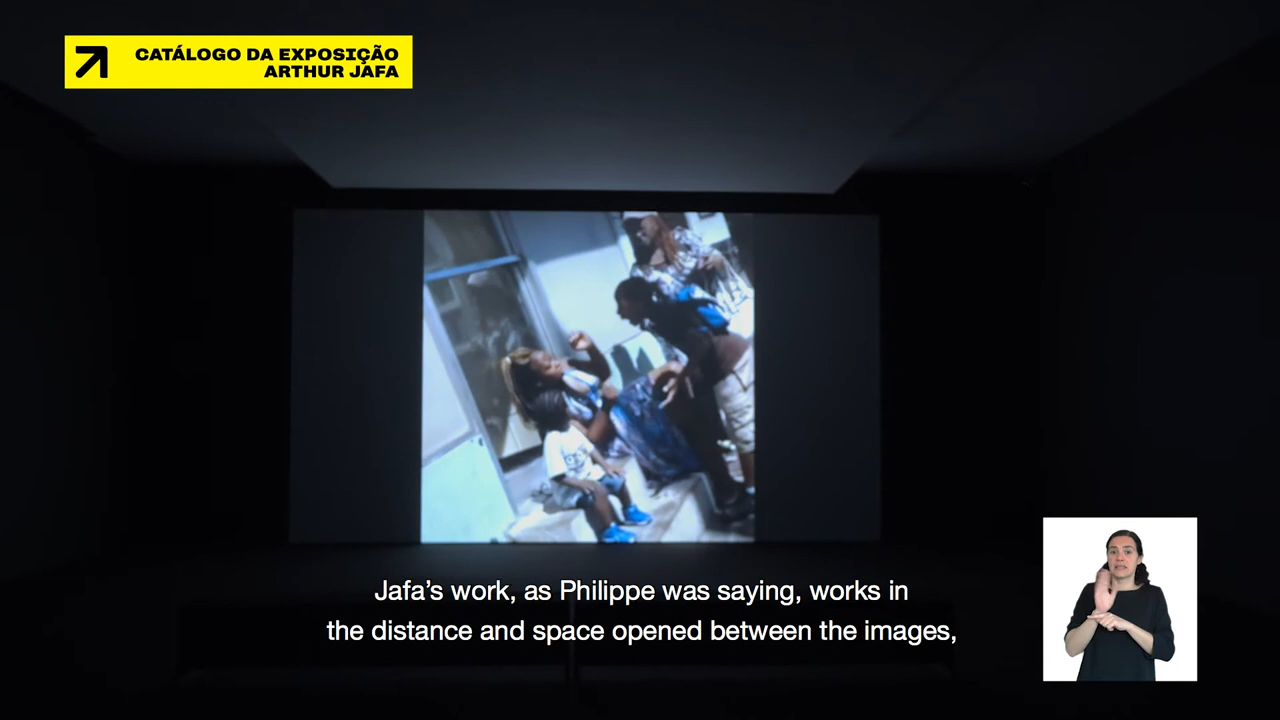 CATÁLOGO DA EXPOSIÇÃO
ARTHUR JAFA
Jafa’s work, as Philippe was saying, works in
the distance and space opened between the images,